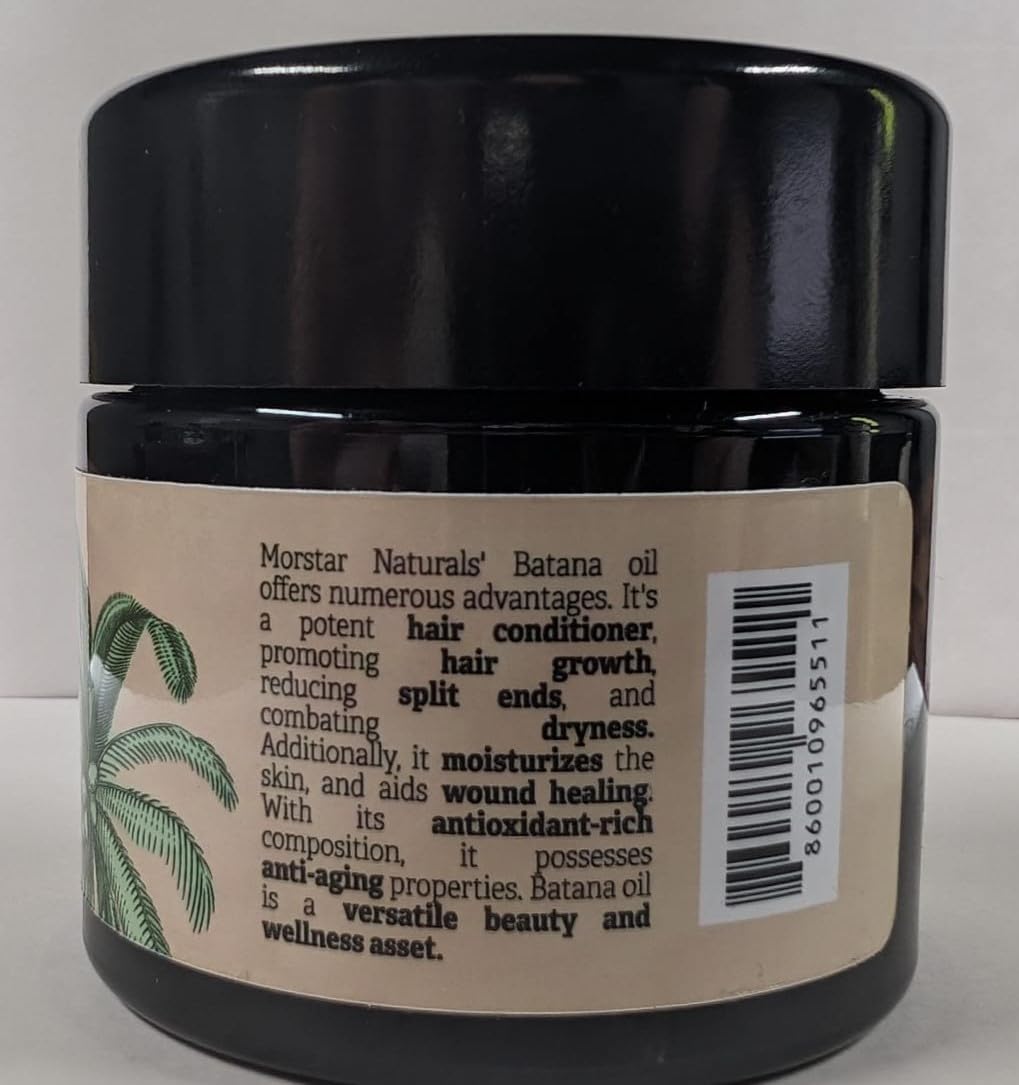 Morstar Naturals' Batana oil
offers numerous advantages. It's
a potent hair conditioner,
promoting hair growth,
reducing split ends, and
combating dryness.
Additionally, it moisturizes the
skin, and aids wound healing.
With its antioxidant-rich
composition, it possesses
anti-aging properties. Batana oil
is a versatile beauty and
wellness asset.
860010965511